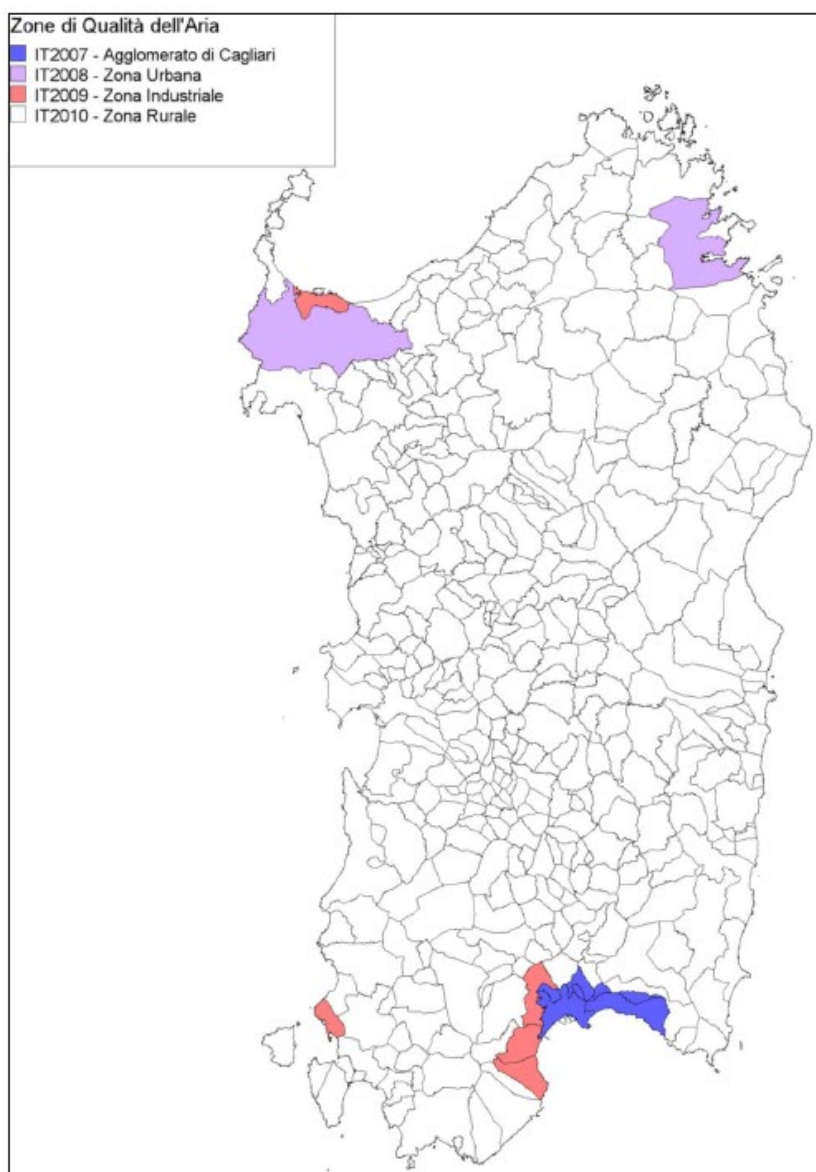 Zone di Qualità dell'Aria
IT2007 - Agglomerato di Cagliari
IT2008 - Zona Urbana
IT2009 - Zona Industriale
IT2010 - Zona Rurale